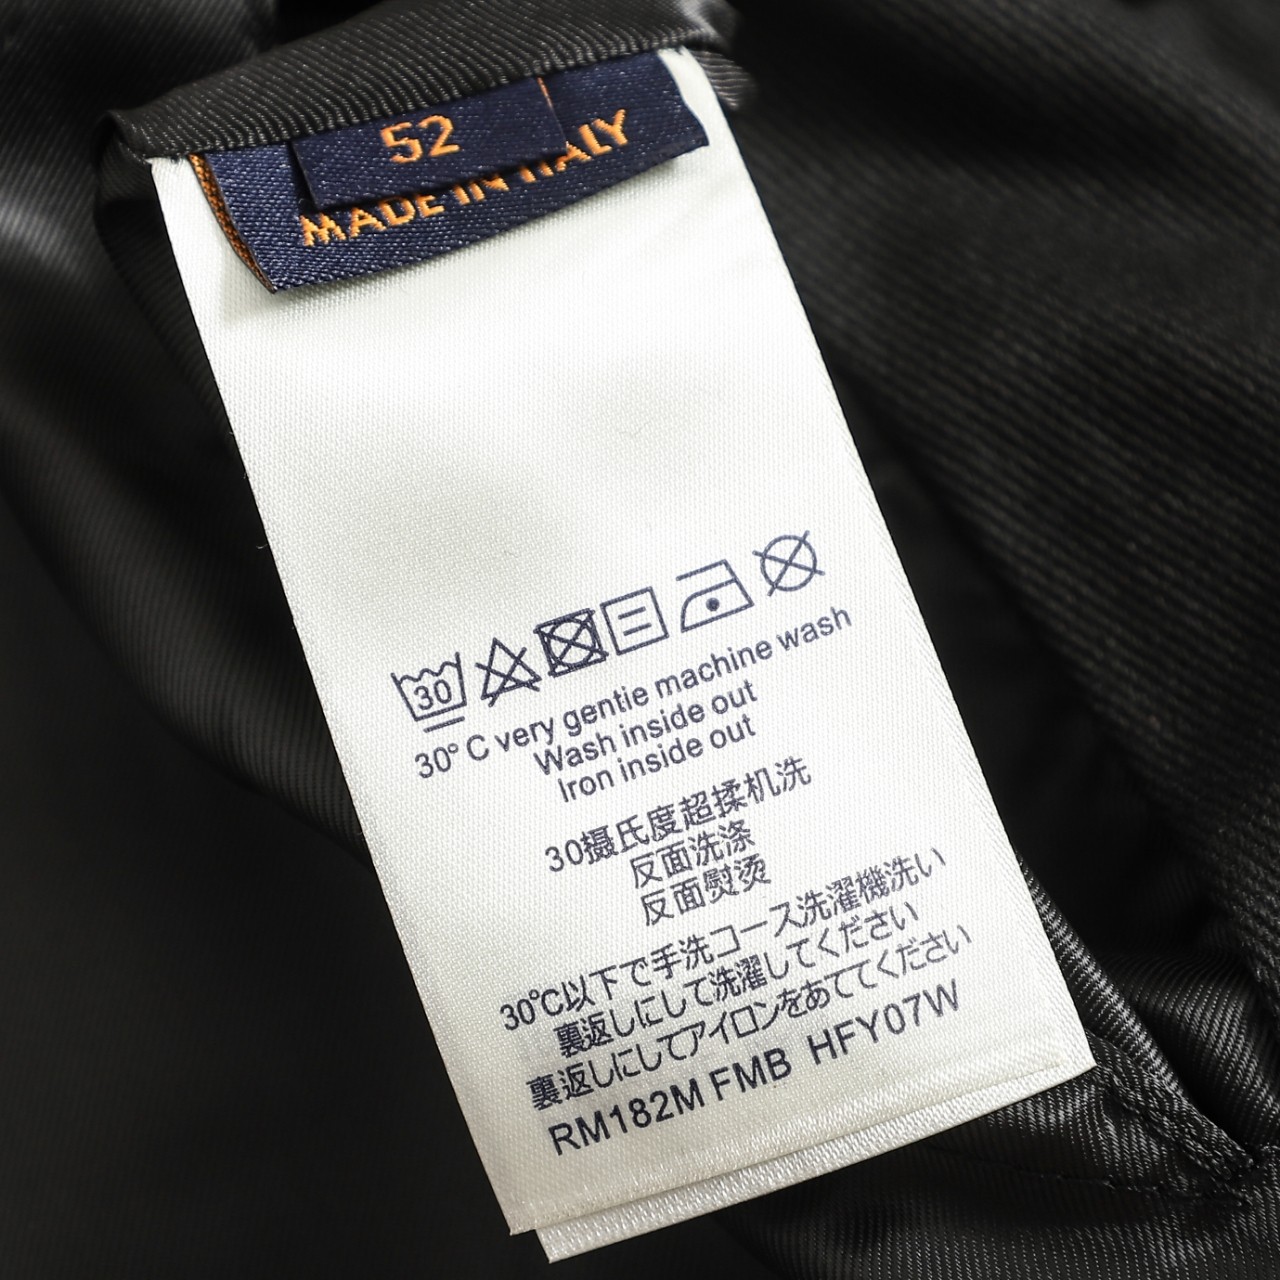 52
MADE IN ITALY
30
30°C very gentie machine wash
Wash inside out
Iron inside out
30摄氏度超揉机洗
反面洗涤
反面熨烫
30℃以下で手洗コース洗濯機洗い
裏返しにして洗濯してください
裏返しにしてアイロンをあててください
RM182M FMB HFY07W